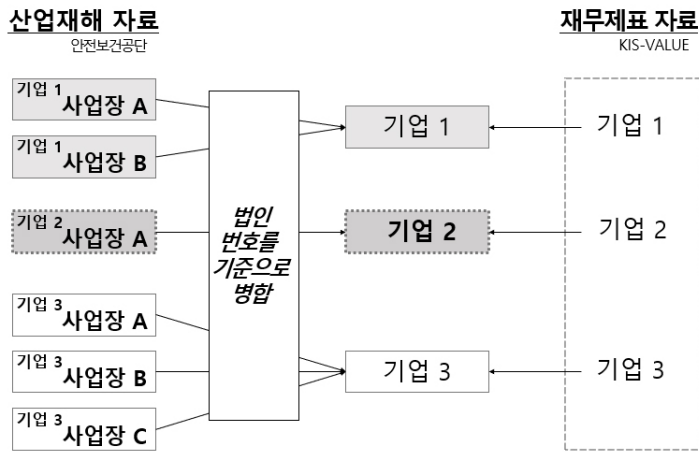 산업재해 자료
안전보건공단
재무제표 자료
KIS-VALUE
기업 1
사업장 A
기업 1
사업장 B
기업 2
사업장 A
기업 3
사업장 A
기업 3
사업장 B
기업 3
사업장 C
법인
번호를
기준으로
병합
기업 1
기업 2
기업 3
기업 1
기업 2
기업 3